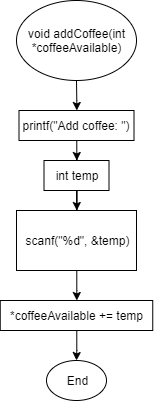 void addCoffee(int
*coffeeAvailable)
printf("Add coffee: ")
int temp
scanf("%d", &temp)
*coffeeAvailable += temp
End